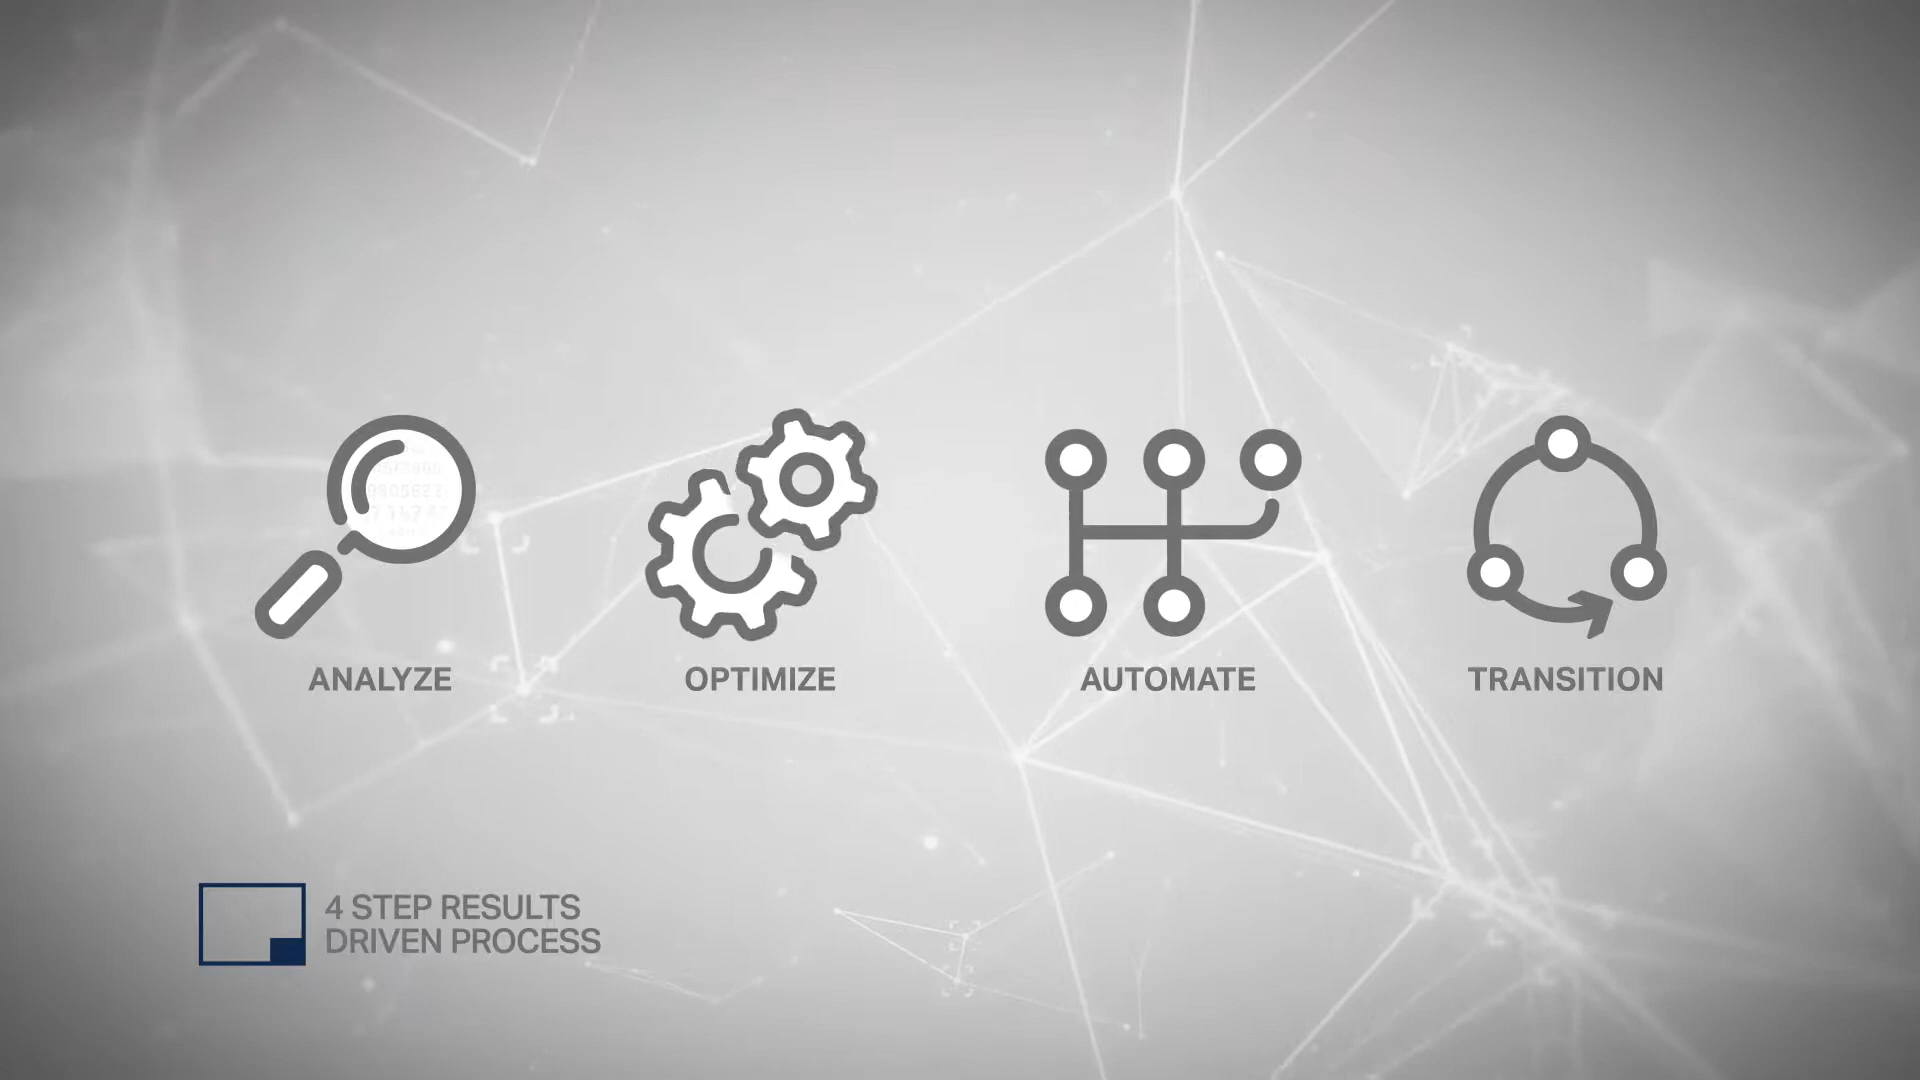 ANALYZE
OPTIMIZE
AUTOMATE
TRANSITION
4 STEP RESULTS
DRIVEN PROCESS